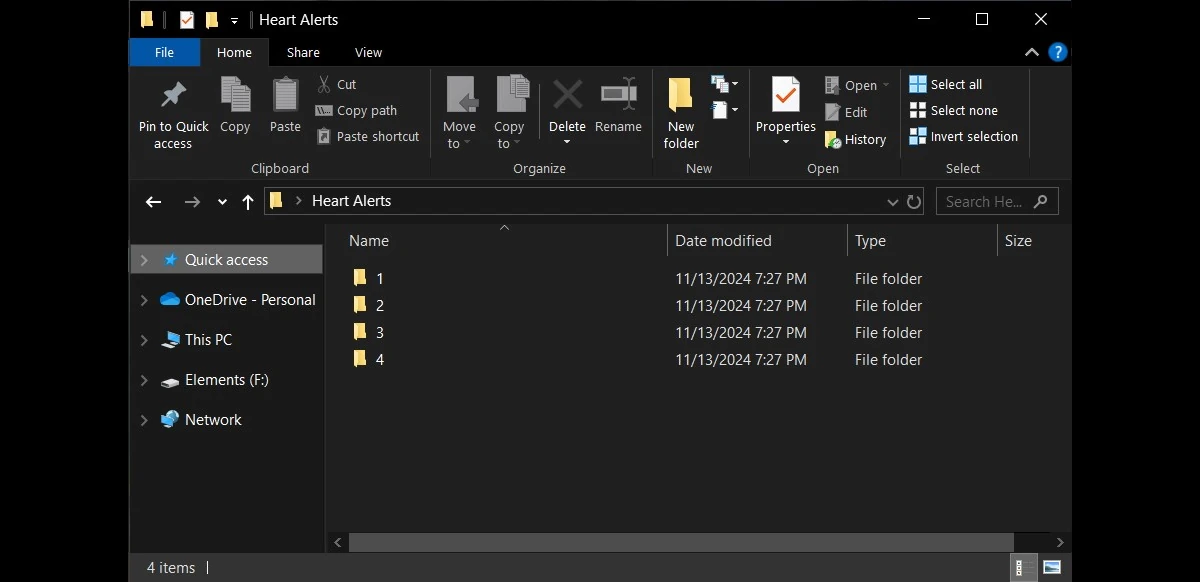 Heart Alerts
File Home Share View
Pin to Quick access
Copy
Paste
Cut
Copy path
Paste shortcut
Clipboard
Move to
Copy to
Delete
Rename
Organize
New folder
New
Properties
Open
Edit
History
Open
Select all
Select none
Invert selection
Select
Heart Alerts
Search He...
Name Date modified Type Size
Quick access
OneDrive - Personal
This PC
Elements (F:)
Network
1 11/13/2024 7:27 PM File folder
2 11/13/2024 7:27 PM File folder
3 11/13/2024 7:27 PM File folder
4 11/13/2024 7:27 PM File folder
4 items